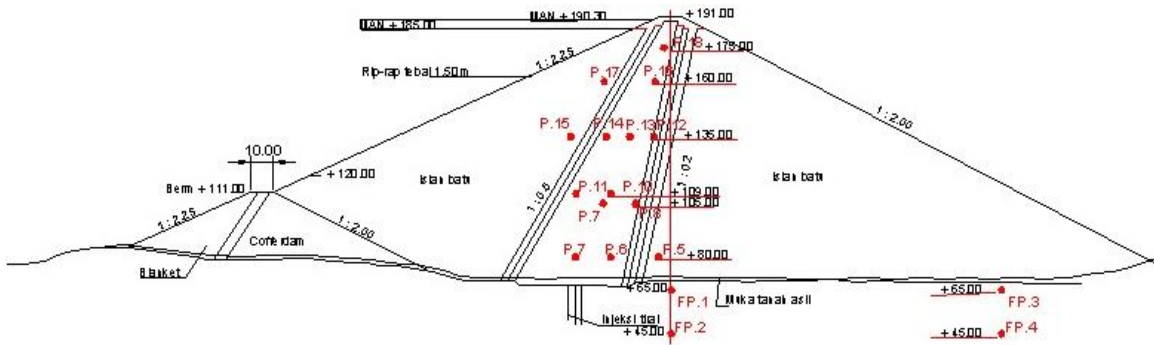 MAN + 190.30
+191.00
MAN + 185.00
P.18
+175.00
1 : 2.25
Rip-rap tebal 1.50 m
P.17
P.16
+160.00
P.15
P.14
P.13
P.12
+135.00
1 : 2.00
10.00
+120.00
Berm + 111.00
Isian batu
1 : 0.6
P.11
P.10
+109.00
1 : 0.2
Isian batu
P.7
P.8
+105.00
1 : 2.25
Cofferdam
1 : 2.00
P.7
P.6
P.5
+80.00
Blanket
+65.00
FP.1
Muka tanah asli
+65.00
FP.3
Injeksi tirai
+45.00
FP.2
+45.00
FP.4